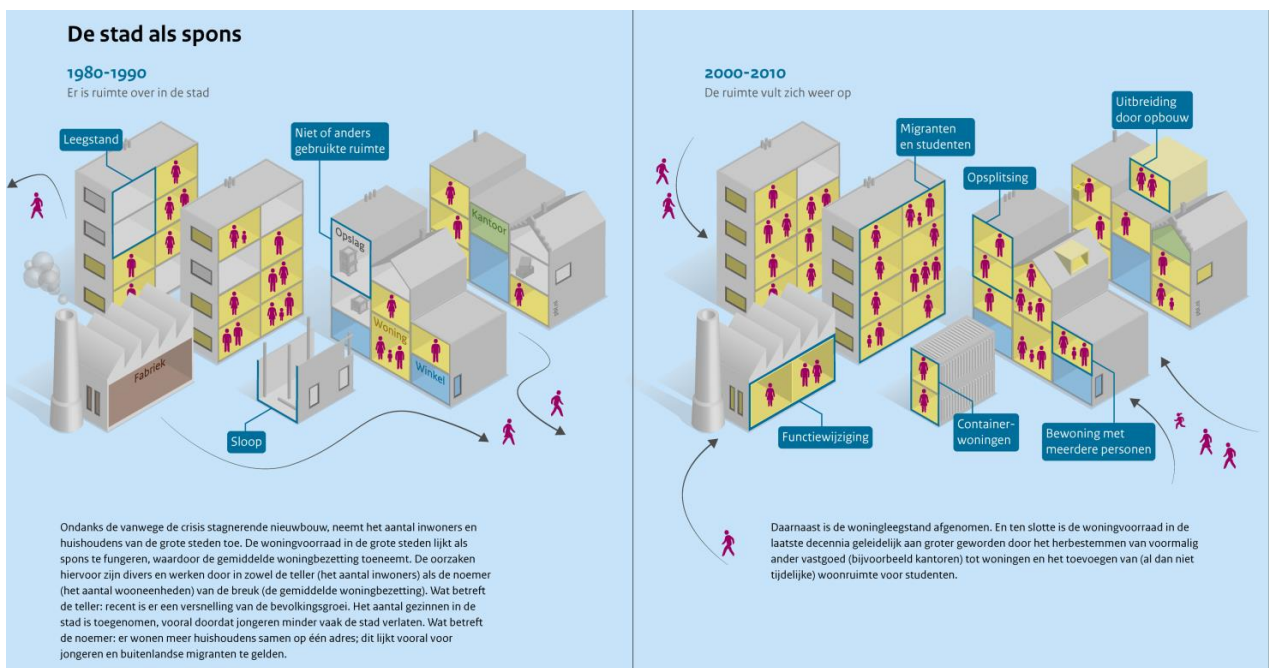 De stad als spons
1980-1990
Er is ruimte over in de stad
Leegstand
Niet of anders
gebruikte ruimte
Opslag
Kantoor
Woning
Winkel
Fabriek
Sloop
Ondanks de vanwege de crisis stagnerende nieuwbouw, neemt het aantal inwoners en
huishoudens van de grote steden toe. De woningvoorraad in de grote steden lijkt als
spons te fungeren, waardoor de gemiddelde woningbezetting toeneemt. De oorzaken
hiervoor zijn divers en werken door in zowel de teller (het aantal inwoners) als de noemer
(het aantal wooneenheden) van de breuk (de gemiddelde woningbezetting). Wat betreft
de teller: recent is er een versnelling van de bevolkingsgroei. Het aantal gezinnen in de
stad is toegenomen, vooral doordat jongeren minder vaak de stad verlaten. Wat betreft
de noemer: er wonen meer huishoudens samen op één adres; dit lijkt vooral voor
jongeren en buitenlandse migranten te gelden.
2000-2010
De ruimte vult zich weer op
Uitbreiding
door opbouw
Migranten
en studenten
Opsplitsing
Functiewijziging
Container-
woningen
Bewoning met
meerdere personen
Daarnaast is de woningleegstand afgenomen. En ten slotte is de woningvoorraad in de
laatste decennia geleidelijk aan groter geworden door het herbestemmen van voormalig
ander vastgoed (bijvoorbeeld kantoren) tot woningen en het toevoegen van (al dan niet
tijdelijke) woonruimte voor studenten.